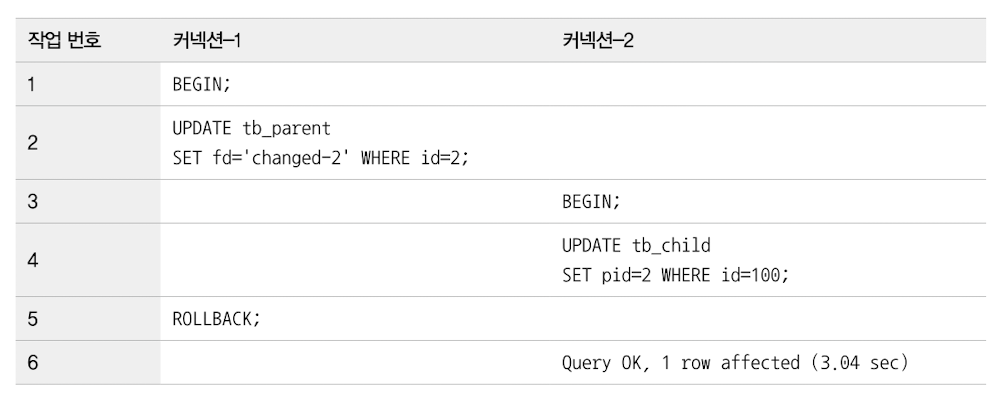 작업 번호 커넥션-1 커넥션-2
1 BEGIN;
2 UPDATE tb_parent
SET fd='changed-2' WHERE id=2;
3 BEGIN;
4 UPDATE tb_child
SET pid=2 WHERE id=100;
5 ROLLBACK;
6 Query OK, 1 row affected (3.04 sec)